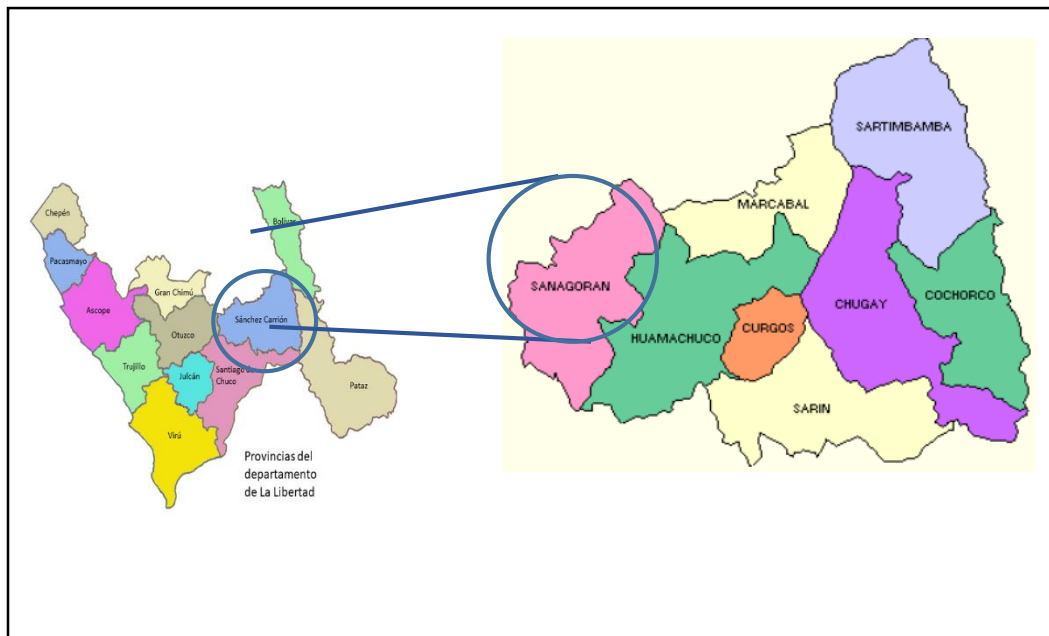 Chepén
Pacasmayo
Ascope
Gran Chimú
Otuzco
Trujillo
Julcán
Virú
Bolívar
Sánchez Carrión
Santiago de
Chuco
Pataz
Provincias del
departamento
de La Libertad
SARTIMBAMBA
MARCABAL
SANAGORAN
HUAMACHUCO
CURGOS
CHUGAY
COCHORCO
SARIN